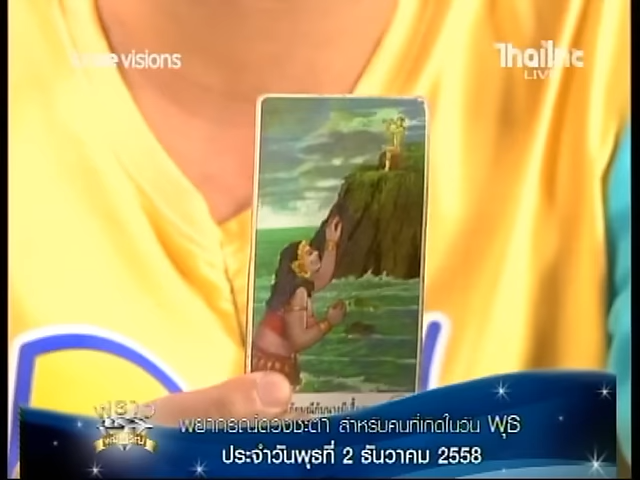 visions
Thai
LIVE
พยากรณ์ดวงชะตา สำหรับคนที่เกิดในวัน พุธ
ประจำวันพุธที่ 2 ธันวาคม 2558